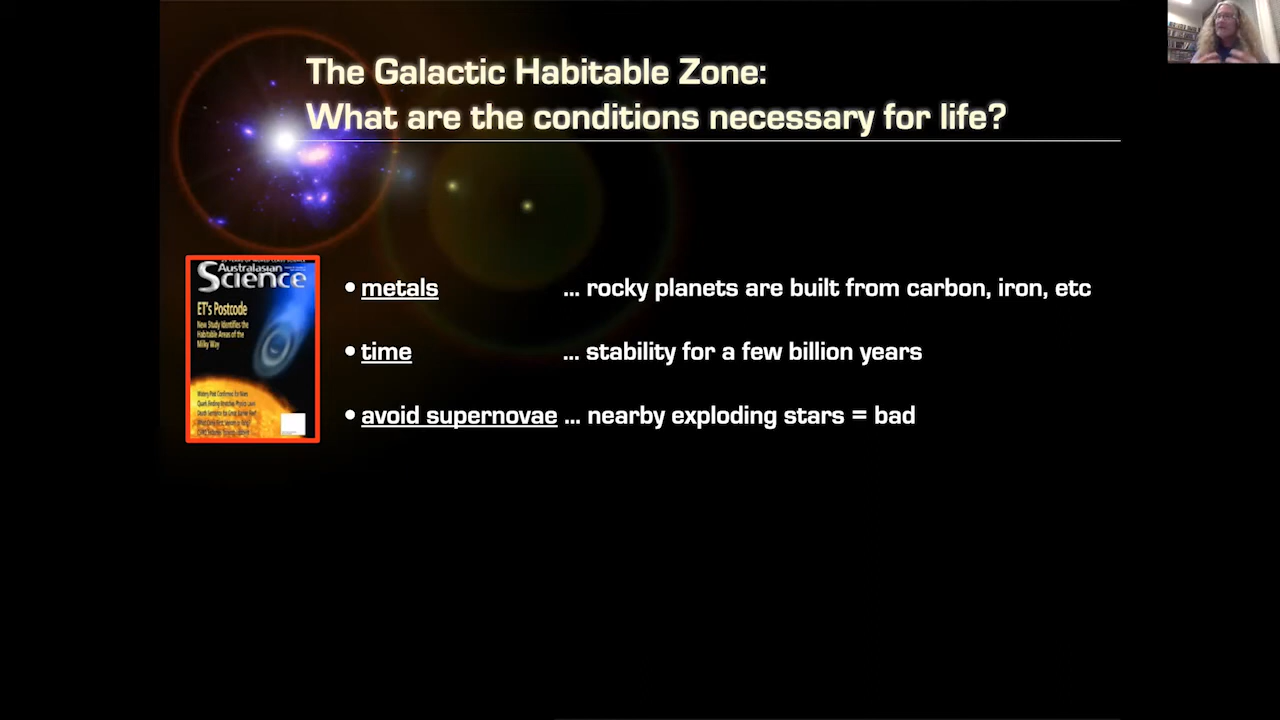 The Galactic Habitable Zone:
What are the conditions necessary for life?
Australasian
Science
ET's Postcode
New Study Identifies the
Habitable Areas of the
Milky Way
• metals ... rocky planets are built from carbon, iron, etc
• time ... stability for a few billion years
• avoid supernovae ... nearby exploding stars = bad